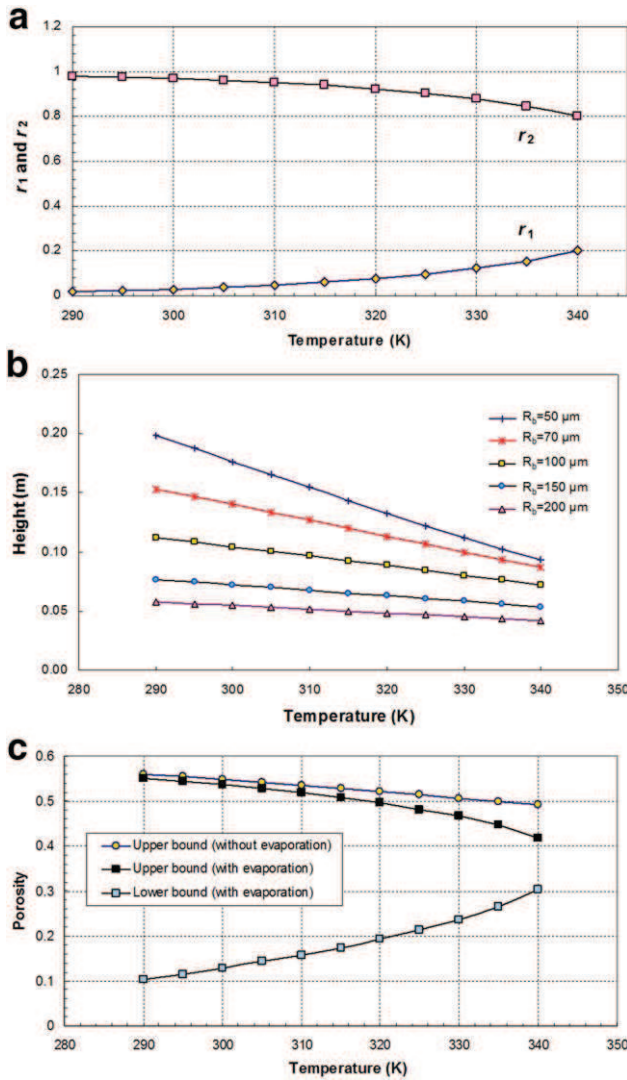 a
1.2
1
0.8
0.6
0.4
0.2
0
r1 and r2
r2
r1
290 300 310 320 330 340
Temperature (K)
b
0.25
0.20
0.15
0.10
0.05
0.00
Height (m)
Rb=50 μm
Rb=70 μm
Rb=100 μm
Rb=150 μm
Rb=200 μm
280 290 300 310 320 330 340 350
Temperature (K)
c
0.6
0.5
0.4
0.3
0.2
0.1
0
Porosity
Upper bound (without evaporation)
Upper bound (with evaporation)
Lower bound (with evaporation)
280 290 300 310 320 330 340 350
Temperature (K)